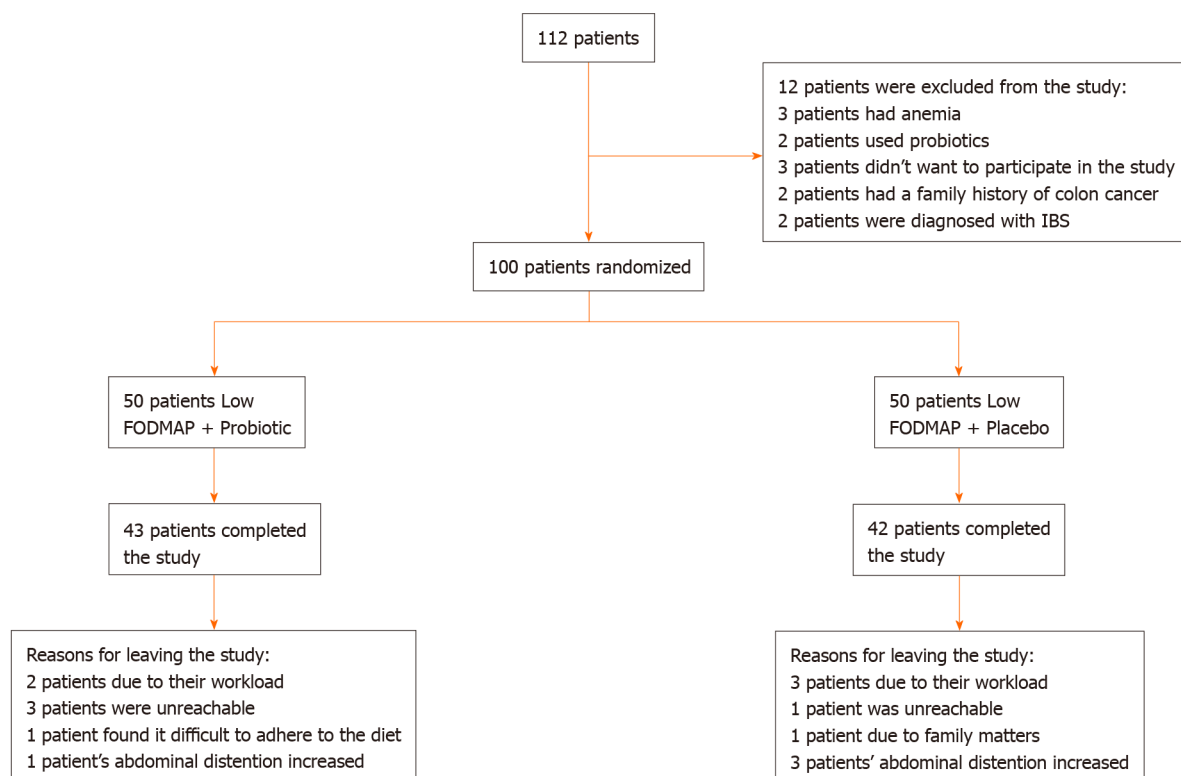 112 patients
12 patients were excluded from the study:
3 patients had anemia
2 patients used probiotics
3 patients didn’t want to participate in the study
2 patients had a family history of colon cancer
2 patients were diagnosed with IBS
100 patients randomized
50 patients Low
FODMAP + Probiotic
50 patients Low
FODMAP + Placebo
43 patients completed
the study
42 patients completed
the study
Reasons for leaving the study:
2 patients due to their workload
3 patients were unreachable
1 patient found it difficult to adhere to the diet
1 patient’s abdominal distention increased
Reasons for leaving the study:
3 patients due to their workload
1 patient was unreachable
1 patient due to family matters
3 patients’ abdominal distention increased